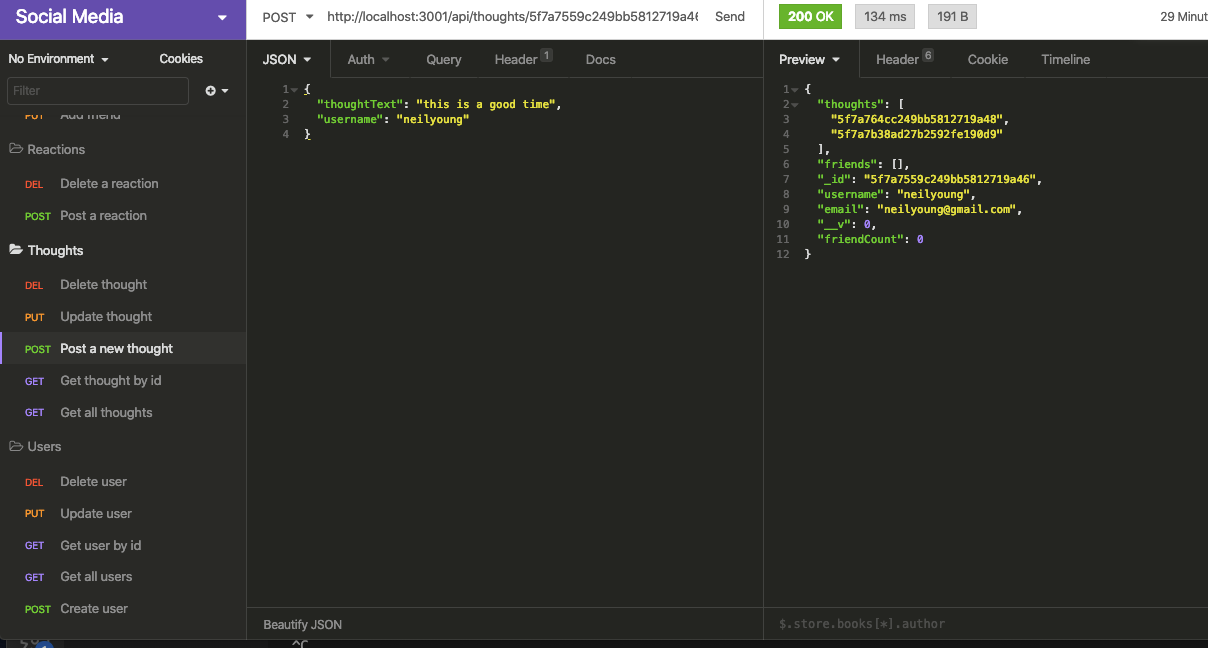 Social Media
POST http://localhost:3001/api/thoughts/5f7a7559c249bb5812719a46 Send
200 OK 134 ms 191 B 29 Minut
No Environment Cookies
JSON Auth Query Header 1 Docs
Preview Header 6 Cookie Timeline
Filter
PUT Add friend
Reactions
DEL Delete a reaction
POST Post a reaction
Thoughts
DEL Delete thought
PUT Update thought
POST Post a new thought
GET Get thought by id
GET Get all thoughts
Users
DEL Delete user
PUT Update user
GET Get user by id
GET Get all users
POST Create user
1 {
2 "thoughtText": "this is a good time",
3 "username": "neilyoung"
4 }
Beautify JSON
1 {
2 "thoughts": [
3 "5f7a764cc249bb5812719a48",
4 "5f7a7b38ad27b2592fe190d9"
5 ],
6 "friends": [],
7 "_id": "5f7a7559c249bb5812719a46",
8 "username": "neilyoung",
9 "email": "neilyoung@gmail.com",
10 "__v": 0,
11 "friendCount": 0
12 }
$.store.books[*].author
^C